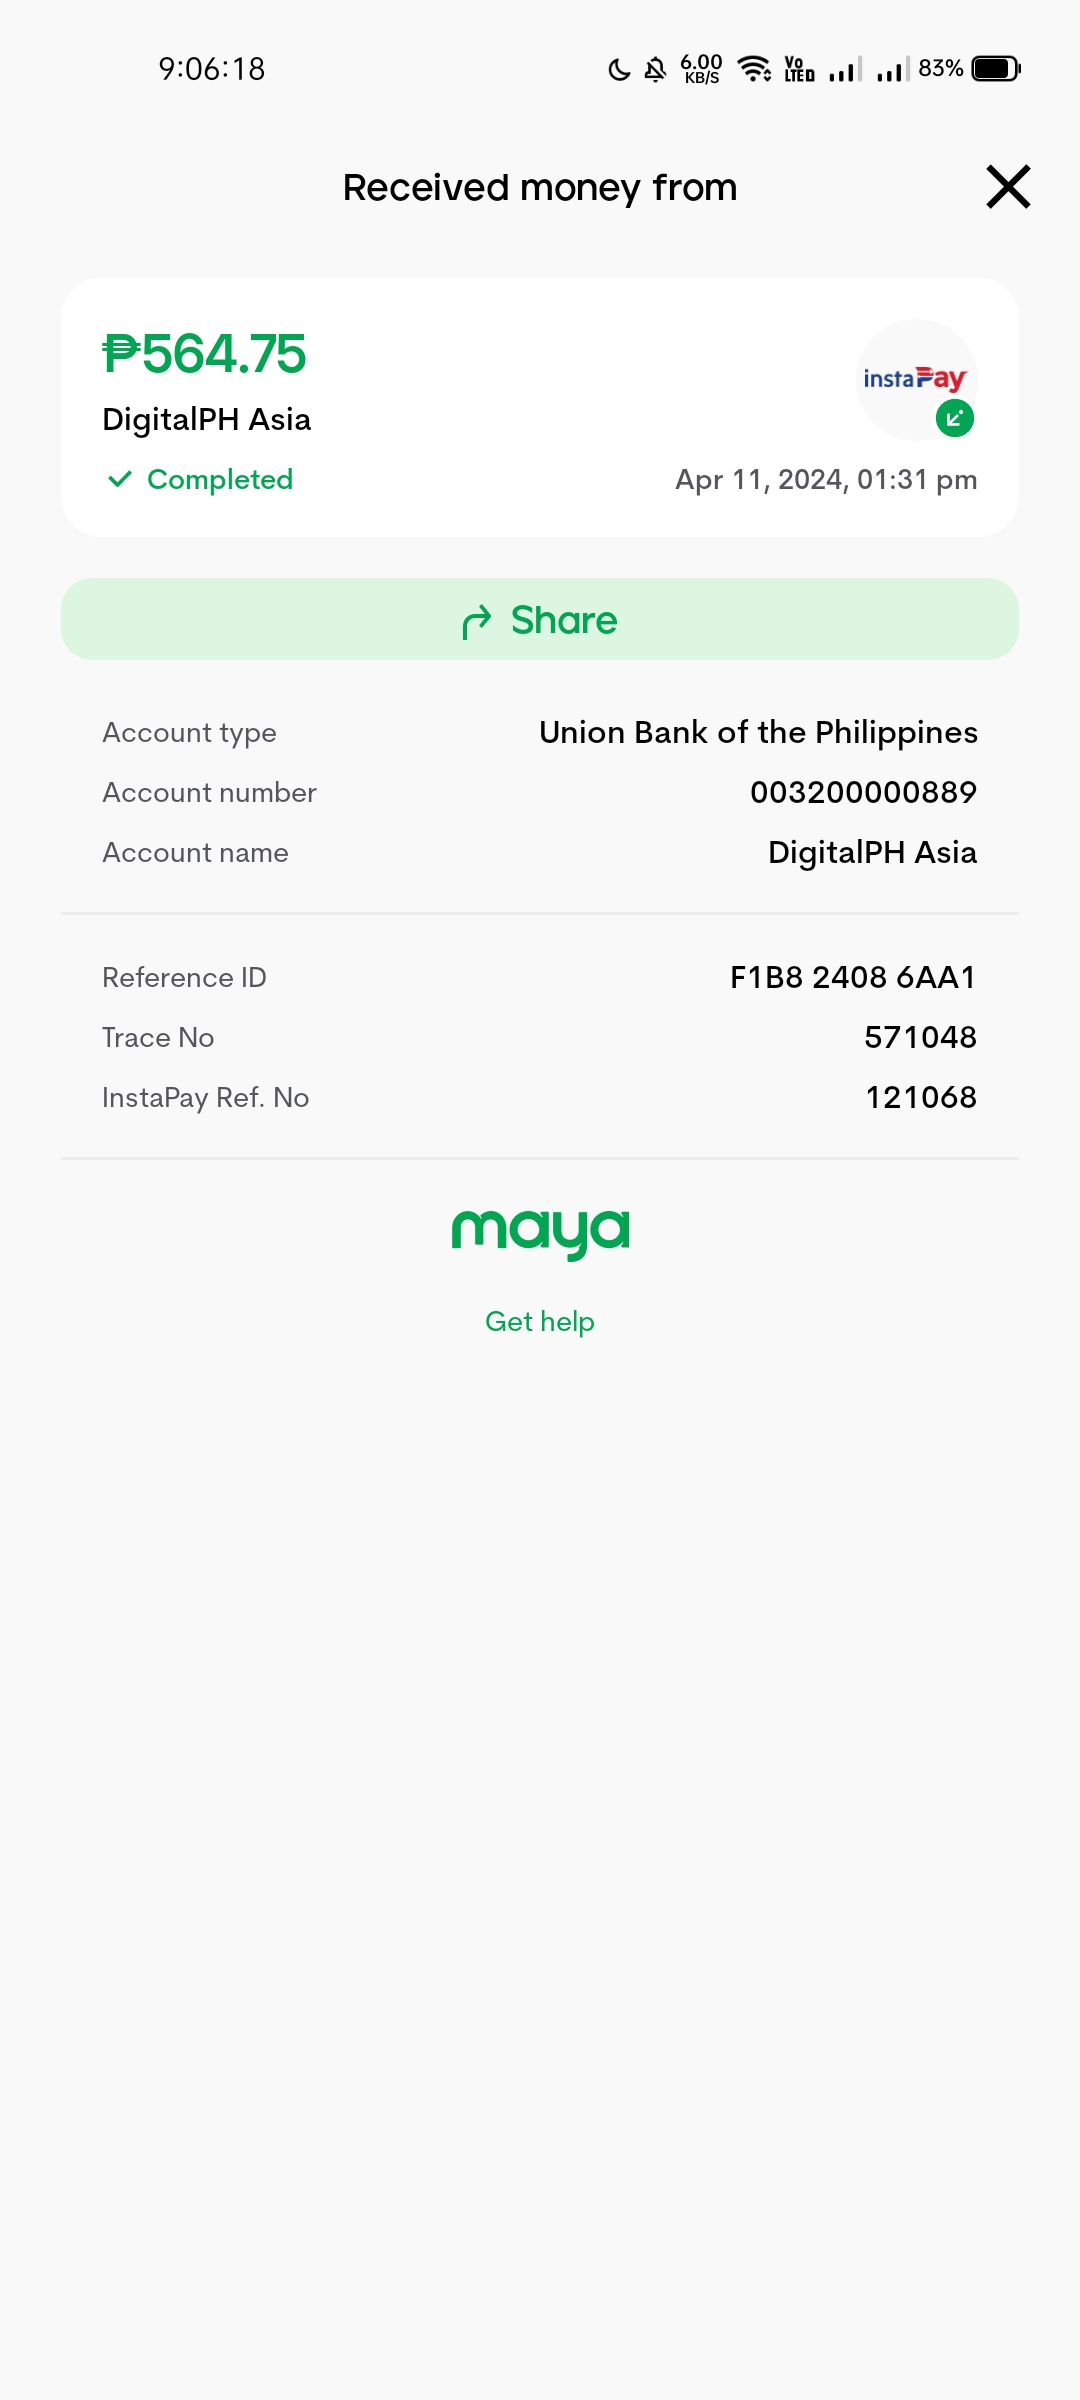 9:06:18
6.00 KB/S
Vo LTED
83%
Received money from
₱564.75
instaPay
DigitalPH Asia
Completed
Apr 11, 2024, 01:31 pm
Share
Account type
Union Bank of the Philippines
Account number
003200000889
Account name
DigitalPH Asia
Reference ID
F1B8 2408 6AA1
Trace No
571048
InstaPay Ref. No
121068
maya
Get help